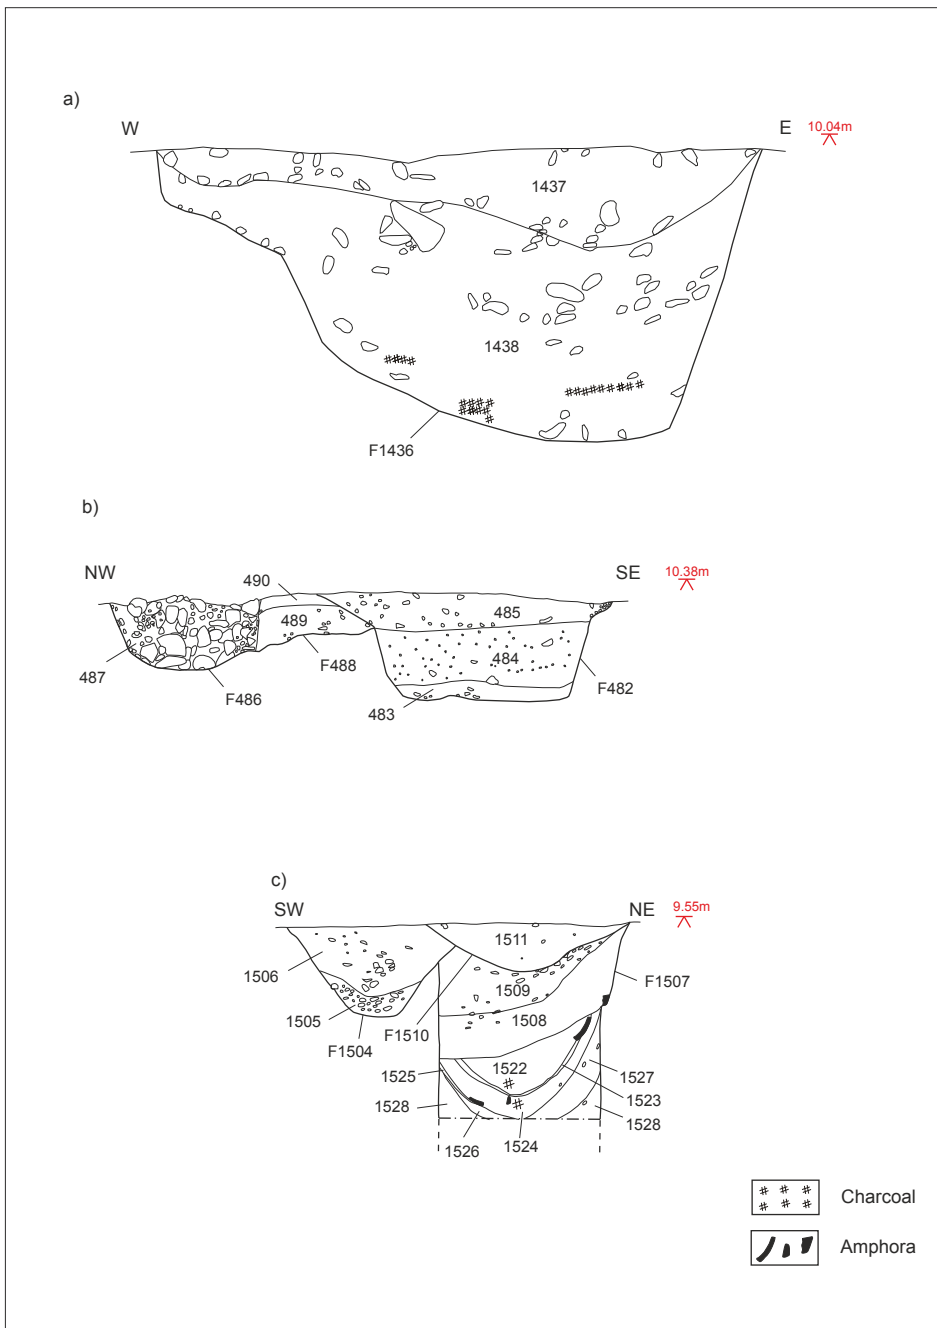 a)
W
E
10.04m
1437
1438
F1436
b)
NW
SE
10.38m
490
489
485
484
487
F488
F486
F482
483
c)
SW
NE
9.55m
1511
1506
F1507
1509
1505
1508
F1510
F1504
1522
1525
1527
1523
1528
1528
1526
1524
Charcoal
Amphora